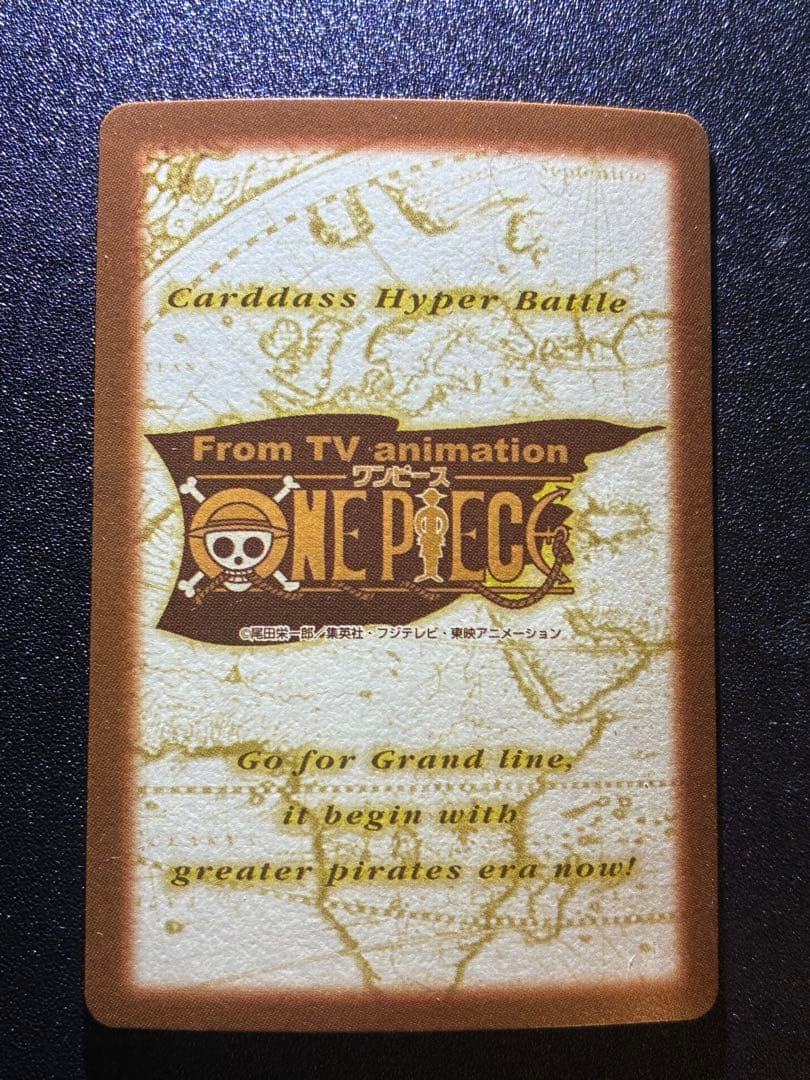 Septentrio
Carddass Hyper Battle
From TV animation
ワンピース
ONE PIECE
©尾田栄一郎／集英社・フジテレビ・東映アニメーション
Go for Grand line,
it begin with
greater pirates era now!